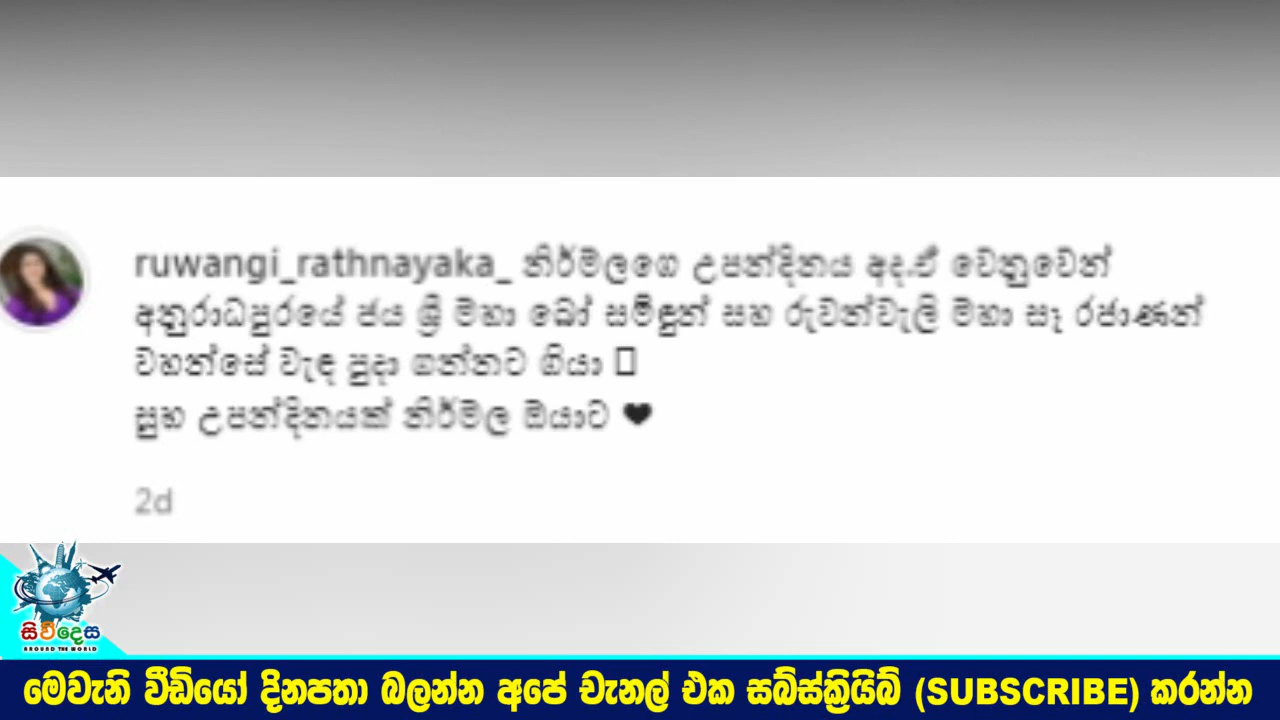 ruwangi_rathnayaka_ නිර්මලගෙ උපන්දිනය අද.ඒ වෙනුවෙන්
අනුරාධපුරයේ ජය ශ්‍රී මහා බෝ සමිඳුන් සහ රුවන්වැලි මහා සෑ රජාණන්
වහන්සේ වැඳ පුදා ගන්නට ගියා
සුභ උපන්දිනයක් නිර්මල ඔයාට ❤
2d
සිව්දෙස
AROUND THE WORLD
මෙවැනි වීඩියෝ දිනපතා බලන්න අපේ චැනල් එක සබ්ස්ක්‍රයිබ් (SUBSCRIBE) කරන්න